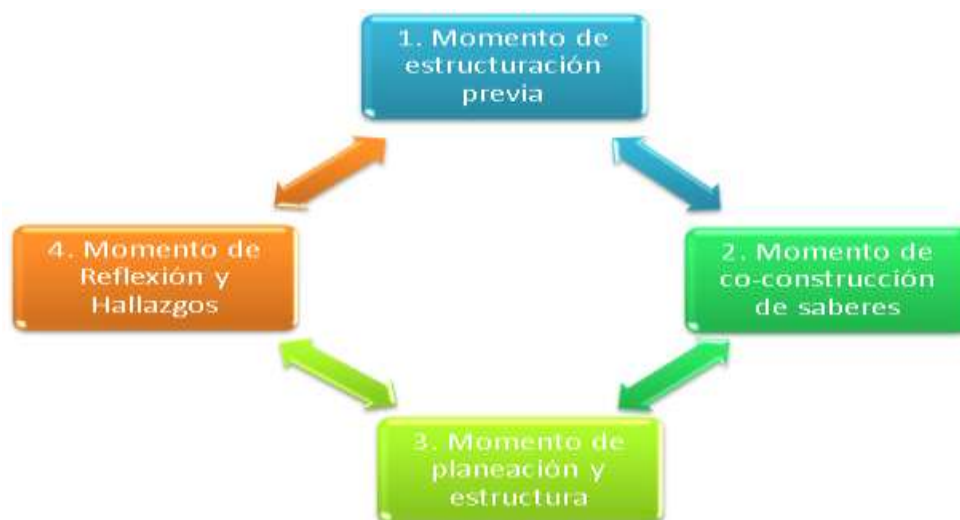 1. Momento de
estructuración
previa
2. Momento de
co-construcción
de saberes
3. Momento de
planeación y
estructura
4. Momento de
Reflexión y
Hallazgos